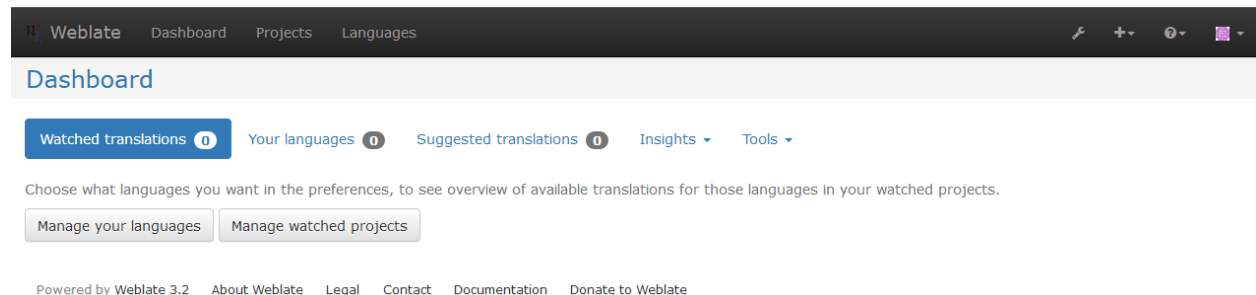 Weblate Dashboard Projects Languages
Dashboard
Watched translations 0 Your languages 0 Suggested translations 0 Insights Tools
Choose what languages you want in the preferences, to see overview of available translations for those languages in your watched projects.
Manage your languages Manage watched projects
Powered by Weblate 3.2 About Weblate Legal Contact Documentation Donate to Weblate